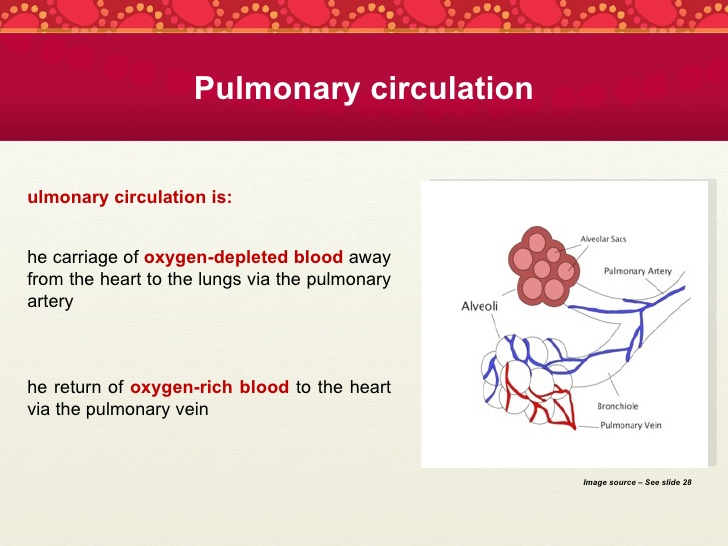 Pulmonary circulation
ulmonary circulation is:
he carriage of oxygen-depleted blood away
from the heart to the lungs via the pulmonary
artery
he return of oxygen-rich blood to the heart
via the pulmonary vein
Alveolar Sacs
Pulmonary Artery
Alveoli
Bronchiole
Pulmonary Vein
Image source – See slide 28